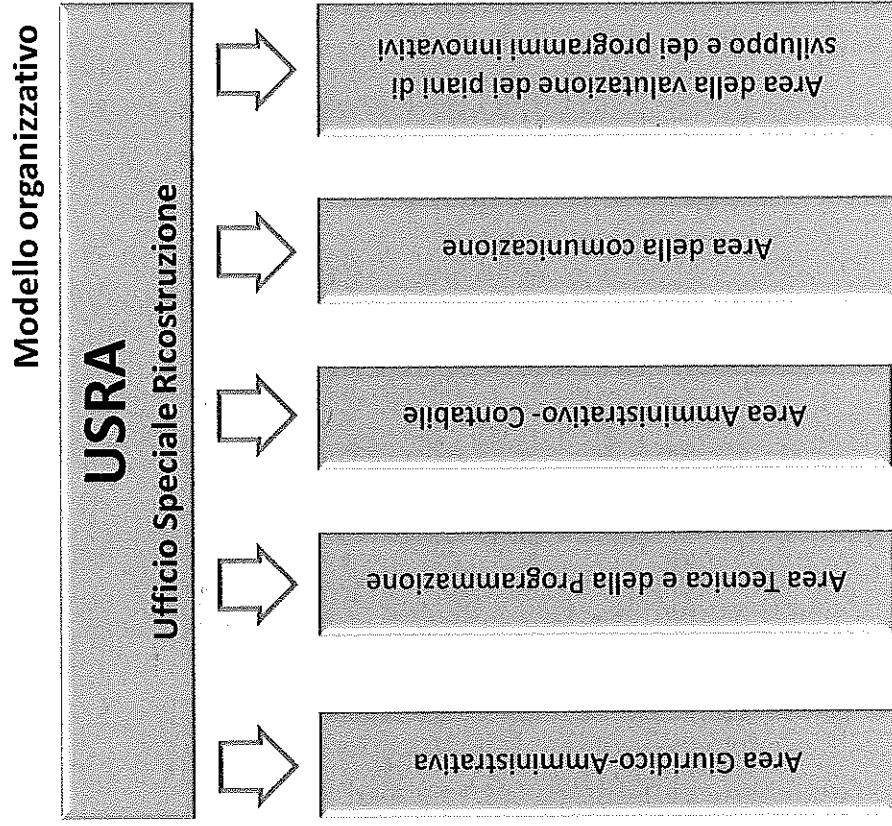 Modello organizzativo
USRA
Ufficio Speciale Ricostruzione
Area Giuridico-Amministrativa
Area Tecnica e della Programmazione
Area Amministrativo- Contabile
Area della comunicazione
Area della valutazione dei piani di
sviluppo e dei programmi innovativi